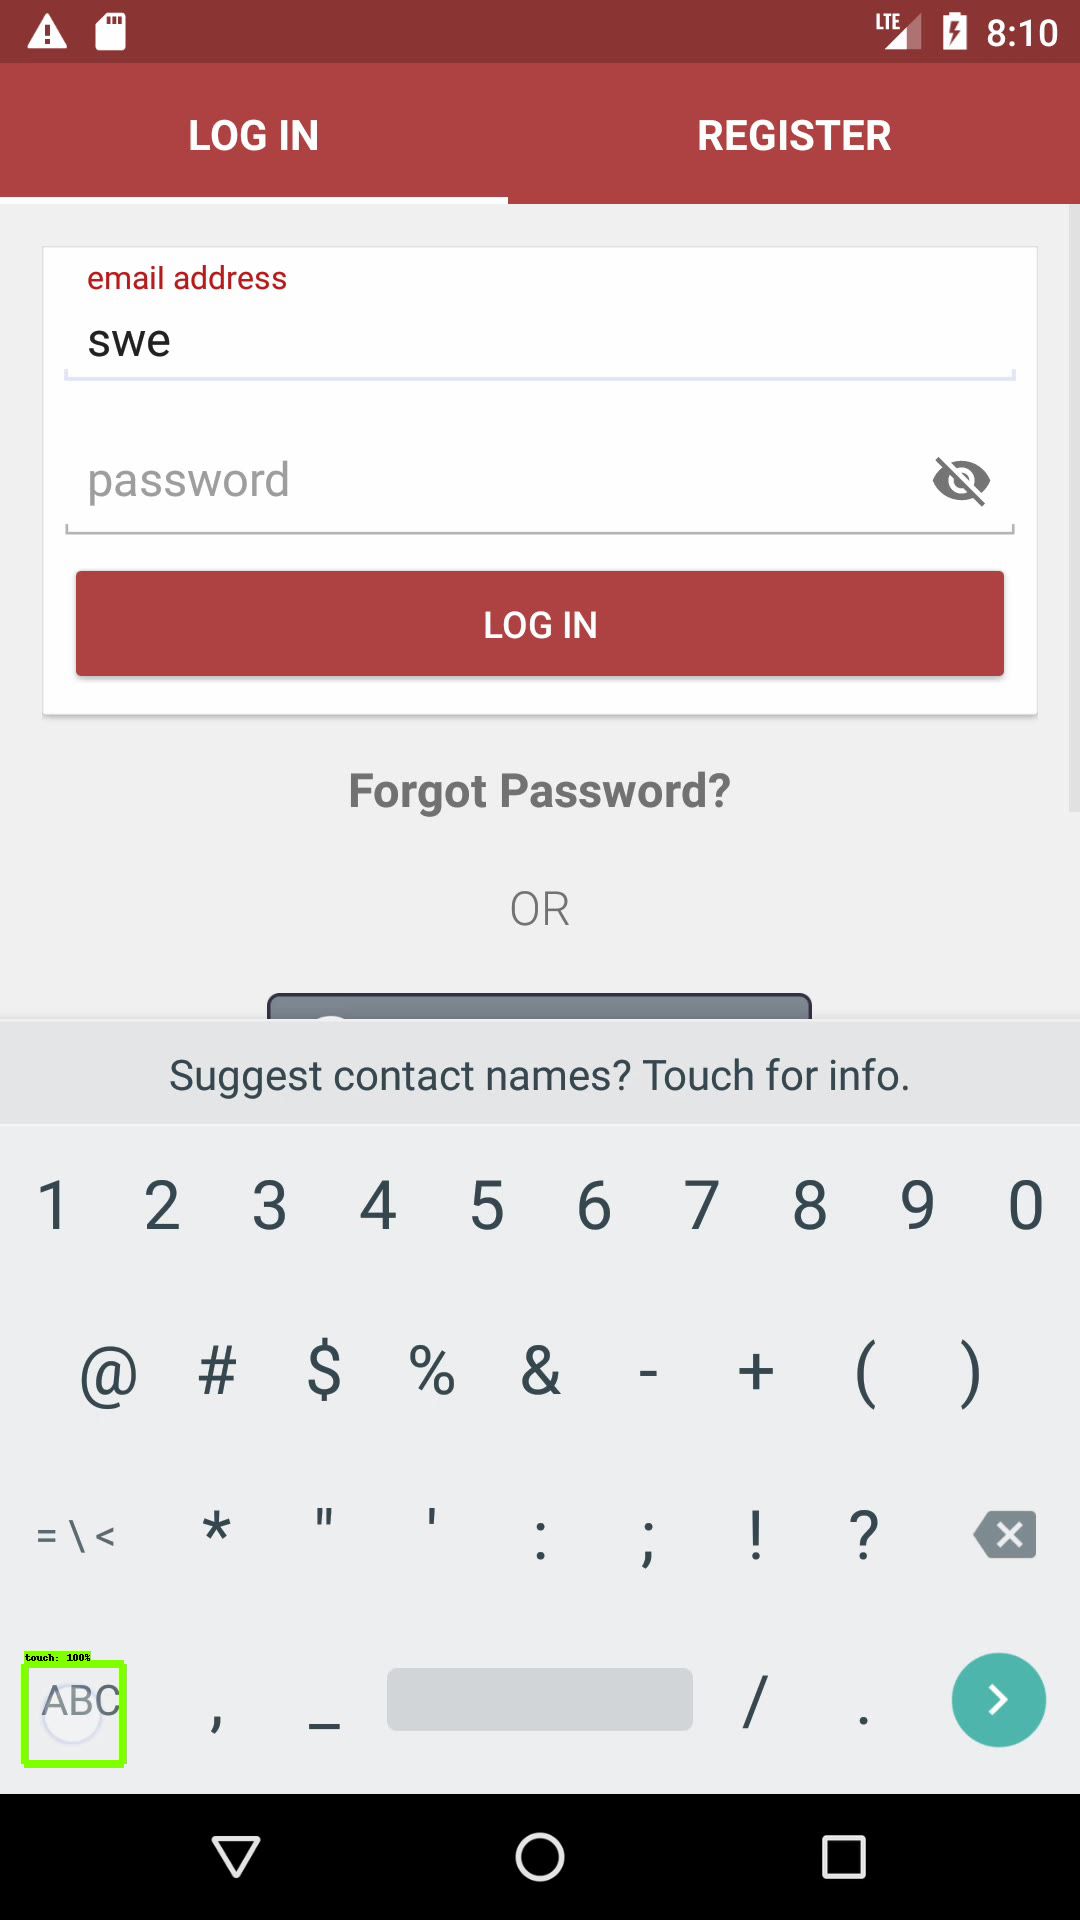 LTE 8:10
LOG IN REGISTER
email address
swe
password
LOG IN
Forgot Password?
OR
Suggest contact names? Touch for info.
1 2 3 4 5 6 7 8 9 0
@ # $ % & - + ( )
= \ < * " ' : ; ! ?
touch: 100%
ABC , _ / .